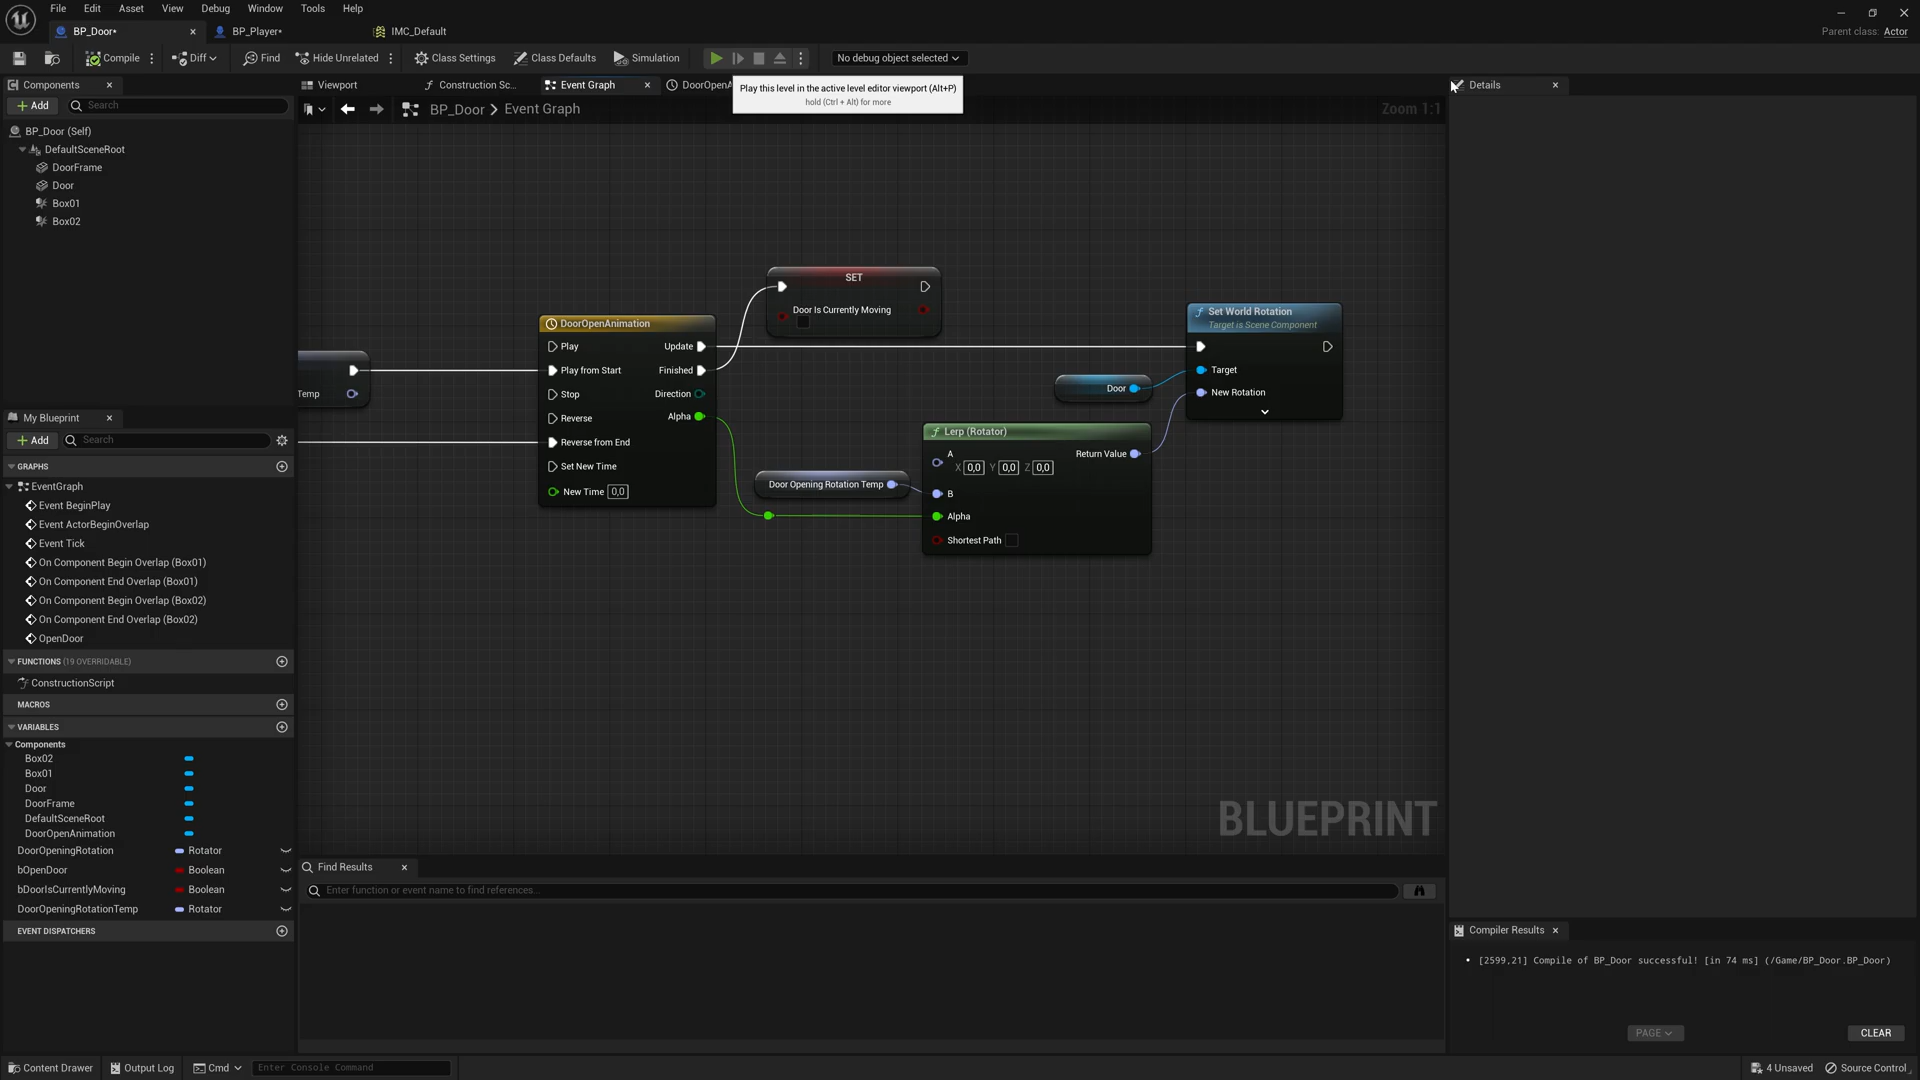 File Edit View Asset Debug Window Tools Help
BP_Door* BP_Player* IMC_Default
Parent class: Actor
Compile Diff Find Hide Unrelated Class Settings Class Defaults Simulation No debug object selected
Components Viewport Construction Sc... Event Graph DoorOpenA Details
Play this level in the active level editor viewport (Alt+P)
hold (Ctrl + Alt) for more
Add Search
BP_Door > Event Graph Zoom 1:1
BP_Door (Self)
DefaultSceneRoot
DoorFrame
Door
Box01
Box02
SET
Door Is Currently Moving
DoorOpenAnimation
Play Update
Play from Start Finished
Stop Direction
Reverse Alpha
Reverse from End
Set New Time
New Time 0,0
Temp
Set World Rotation
Target is Scene Component
Target
New Rotation
Door
Lerp (Rotator)
A Return Value
X 0,0 Y 0,0 Z 0,0
B
Alpha
Shortest Path
Door Opening Rotation Temp
My Blueprint
Add Search
GRAPHS
EventGraph
Event BeginPlay
Event ActorBeginOverlap
Event Tick
On Component Begin Overlap (Box01)
On Component End Overlap (Box01)
On Component Begin Overlap (Box02)
On Component End Overlap (Box02)
OpenDoor
FUNCTIONS (19 OVERRIDABLE)
ConstructionScript
MACROS
VARIABLES
Components
Box02
Box01
Door
DoorFrame
DefaultSceneRoot
DoorOpenAnimation
DoorOpeningRotation Rotator
bOpenDoor Boolean
bDoorIsCurrentlyMoving Boolean
DoorOpeningRotationTemp Rotator
EVENT DISPATCHERS
BLUEPRINT
Find Results
Enter function or event name to find references...
Compiler Results
[2599,21] Compile of BP_Door successful! [in 74 ms] (/Game/BP_Door.BP_Door)
PAGE CLEAR
Content Drawer Output Log Cmd Enter Console Command 4 Unsaved Source Control